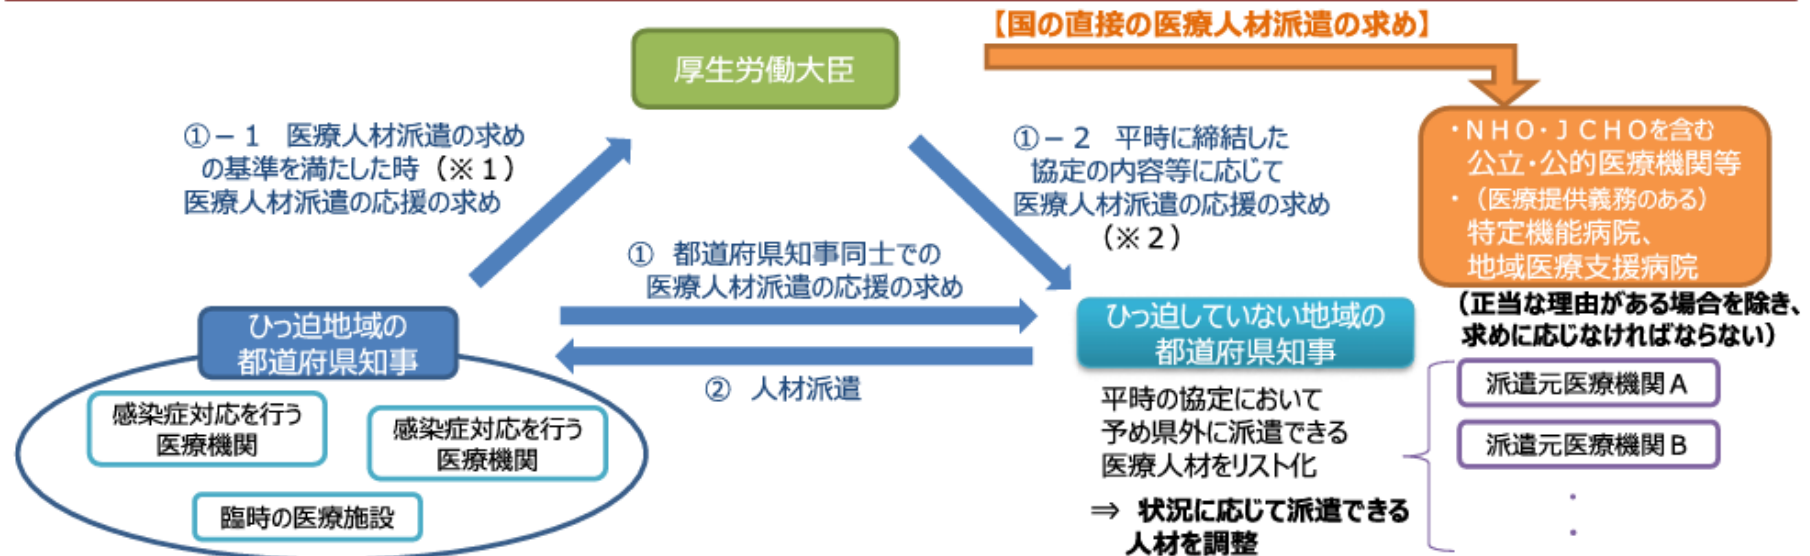 【国の直接の医療人材派遣の求め】
厚生労働大臣
①－１　医療人材派遣の求め
の基準を満たした時（※１）
医療人材派遣の応援の求め
①－２　平時に締結した
協定の内容等に応じて
医療人材派遣の応援の求め
（※２）
・ＮＨＯ・ＪＣＨＯを含む
公立・公的医療機関等
・（医療提供義務のある）
特定機能病院、
地域医療支援病院
（正当な理由がある場合を除き、
求めに応じなければならない）
①　都道府県知事同士での
医療人材派遣の応援の求め
ひっ迫地域の
都道府県知事
ひっ迫していない地域の
都道府県知事
②　人材派遣
感染症対応を行う
医療機関
感染症対応を行う
医療機関
臨時の医療施設
平時の協定において
予め県外に派遣できる
医療人材をリスト化
⇒　状況に応じて派遣できる
人材を調整
派遣元医療機関Ａ
派遣元医療機関Ｂ
・
・